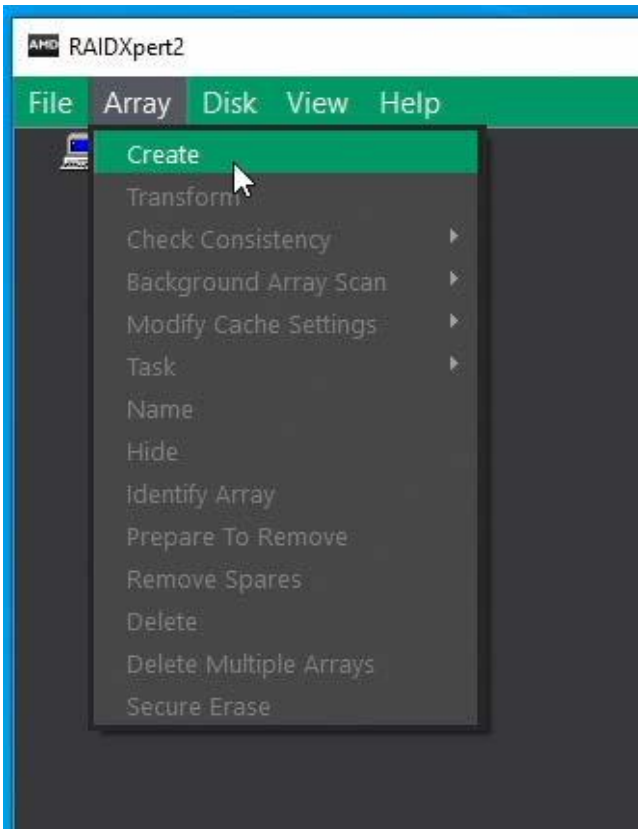 AMD RAIDXpert2
File Array Disk View Help
Create
Transform
Check Consistency
Background Array Scan
Modify Cache Settings
Task
Name
Hide
Identify Array
Prepare To Remove
Remove Spares
Delete
Delete Multiple Arrays
Secure Erase